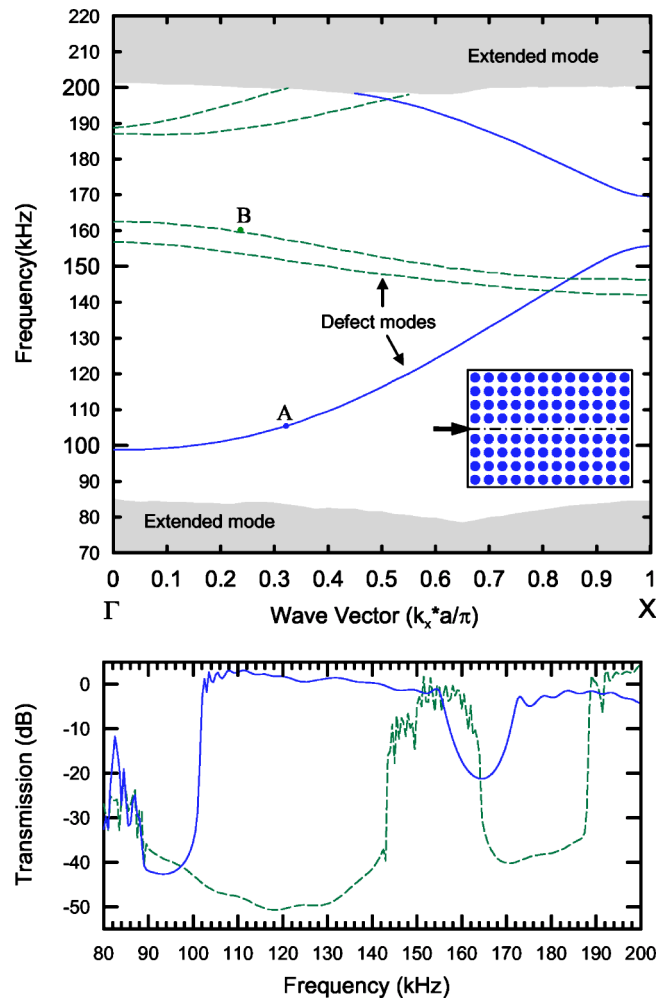 220
210
Extended mode
200
190
180
170
160
B
150
140
Defect modes
130
120
A
110
100
90
80
Extended mode
70
Frequency(kHz)
0 0.1 0.2 0.3 0.4 0.5 0.6 0.7 0.8 0.9 1
Γ Wave Vector (kx*a/π) X
0
-10
-20
-30
-40
-50
Transmission (dB)
80 90 100 110 120 130 140 150 160 170 180 190 200
Frequency (kHz)